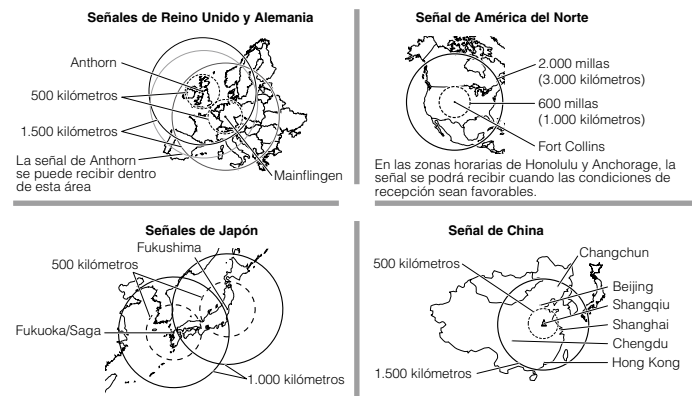 Señales de Reino Unido y Alemania
Anthorn
500 kilómetros
1.500 kilómetros
La señal de Anthorn
se puede recibir dentro
de esta área
Mainflingen
Señal de América del Norte
2.000 millas
(3.000 kilómetros)
600 millas
(1.000 kilómetros)
Fort Collins
En las zonas horarias de Honolulu y Anchorage, la
señal se podrá recibir cuando las condiciones de
recepción sean favorables.
Señales de Japón
Fukushima
500 kilómetros
Fukuoka/Saga
1.000 kilómetros
Señal de China
Changchun
500 kilómetros
Beijing
Shangqiu
Shanghai
Chengdu
Hong Kong
1.500 kilómetros